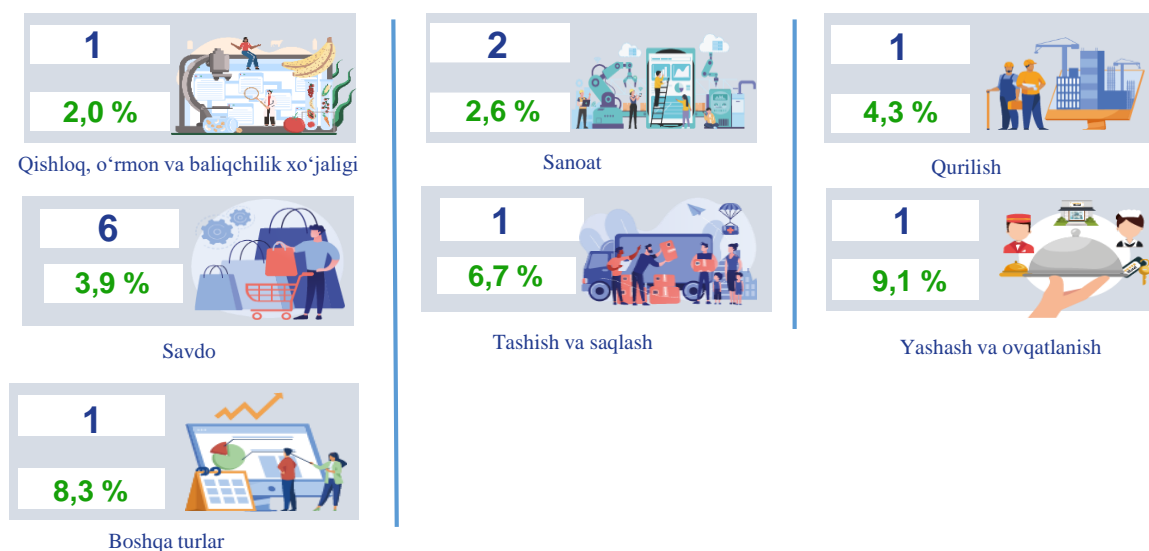 1
2,0 %
Qishloq, o‘rmon va baliqchilik xo‘jaligi
2
2,6 %
Sanoat
1
4,3 %
Qurilish
6
3,9 %
Savdo
1
6,7 %
Tashish va saqlash
1
9,1 %
Yashash va ovqatlanish
1
8,3 %
Boshqa turlar